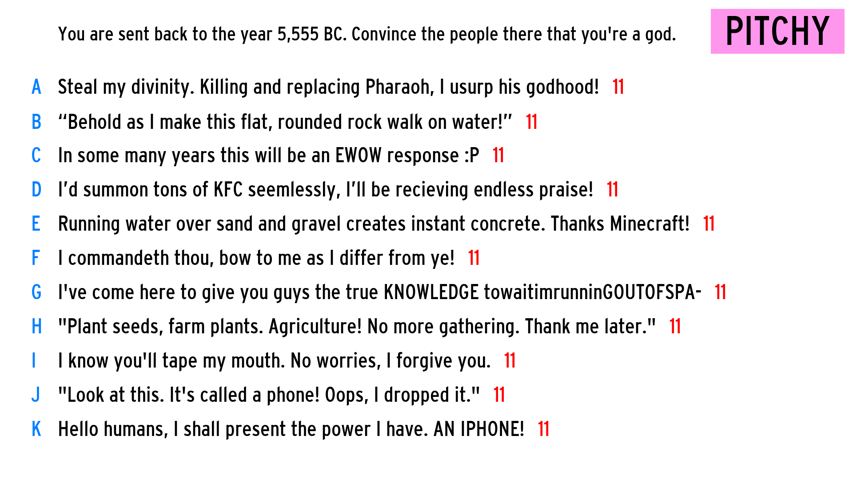 You are sent back to the year 5,555 BC. Convince the people there that you're a god. PITCHY
A Steal my divinity. Killing and replacing Pharaoh, I usurp his godhood! 11
B “Behold as I make this flat, rounded rock walk on water!” 11
C In some many years this will be an EWOW response :P 11
D I’d summon tons of KFC seemlessly, I’ll be recieving endless praise! 11
E Running water over sand and gravel creates instant concrete. Thanks Minecraft! 11
F I commandeth thou, bow to me as I differ from ye! 11
G I've come here to give you guys the true KNOWLEDGE towaitimrunninGOUTOFSPA- 11
H "Plant seeds, farm plants. Agriculture! No more gathering. Thank me later." 11
I I know you'll tape my mouth. No worries, I forgive you. 11
J "Look at this. It's called a phone! Oops, I dropped it." 11
K Hello humans, I shall present the power I have. AN IPHONE! 11